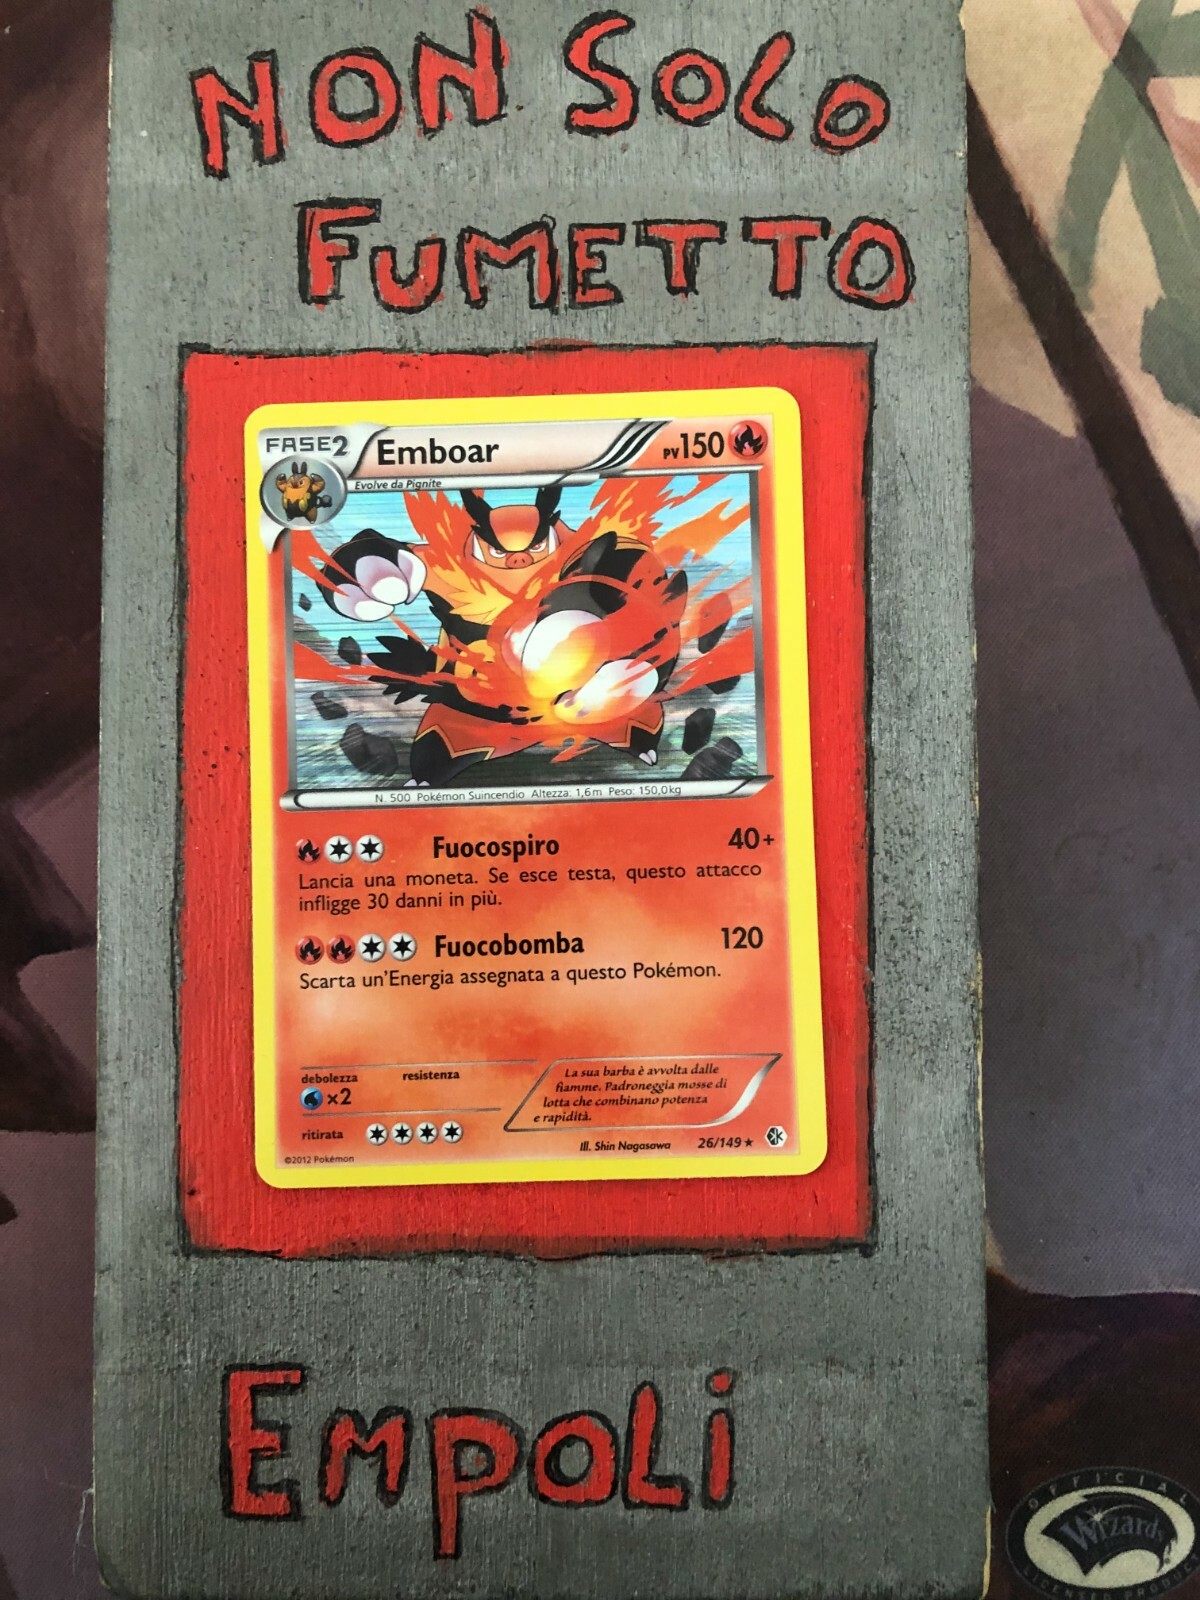 NON SOLO
FUMETTO
FASE2
Emboar
PV150
Evolve da Pignite
N. 500 Pokémon Suincendio Altezza: 1,6m Peso: 150,0kg
Fuocospiro 40+
Lancia una moneta. Se esce testa, questo attacco
infligge 30 danni in più.
Fuocobomba 120
Scarta un'Energia assegnata a questo Pokémon.
debolezza resistenza
×2
La sua barba è avvolta dalle
fiamme. Padroneggia mosse di
lotta che combinano potenza
e rapidità.
ritirata
Ill. Shin Nagasawa 26/149 ★
©2012 Pokémon
EmpoLi
OFFICIAL
Wizards
LICENSED PRODUCT